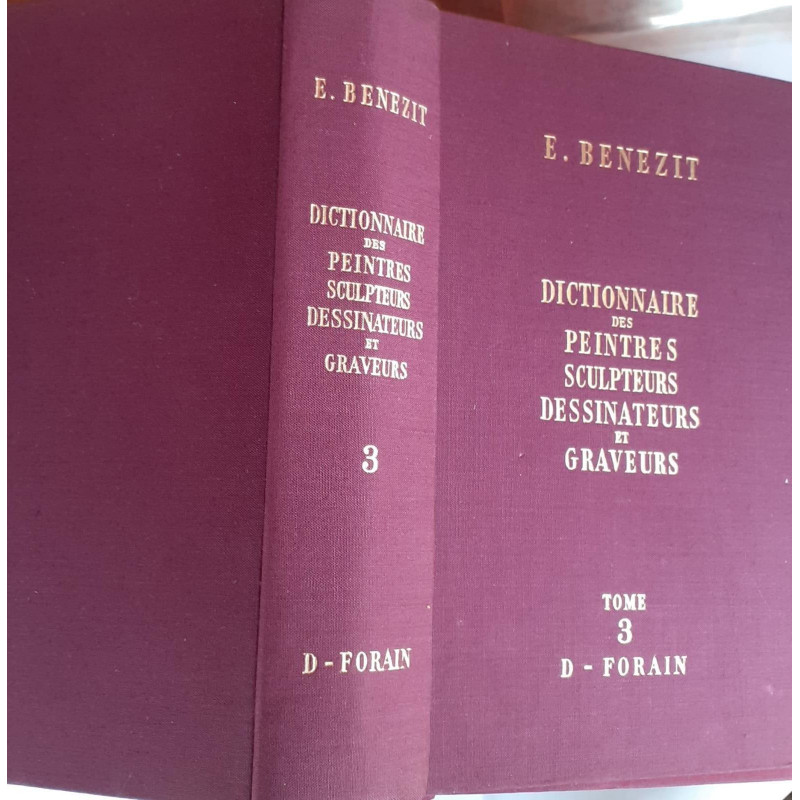 E. BENEZIT
DICTIONNAIRE
DES
PEINTRES
SCULPTEURS
DESSINATEURS
ET
GRAVEURS
3
D - FORAIN
E. BENEZIT
DICTIONNAIRE
DES
PEINTRES
SCULPTEURS
DESSINATEURS
ET
GRAVEURS
TOME
3
D - FORAIN